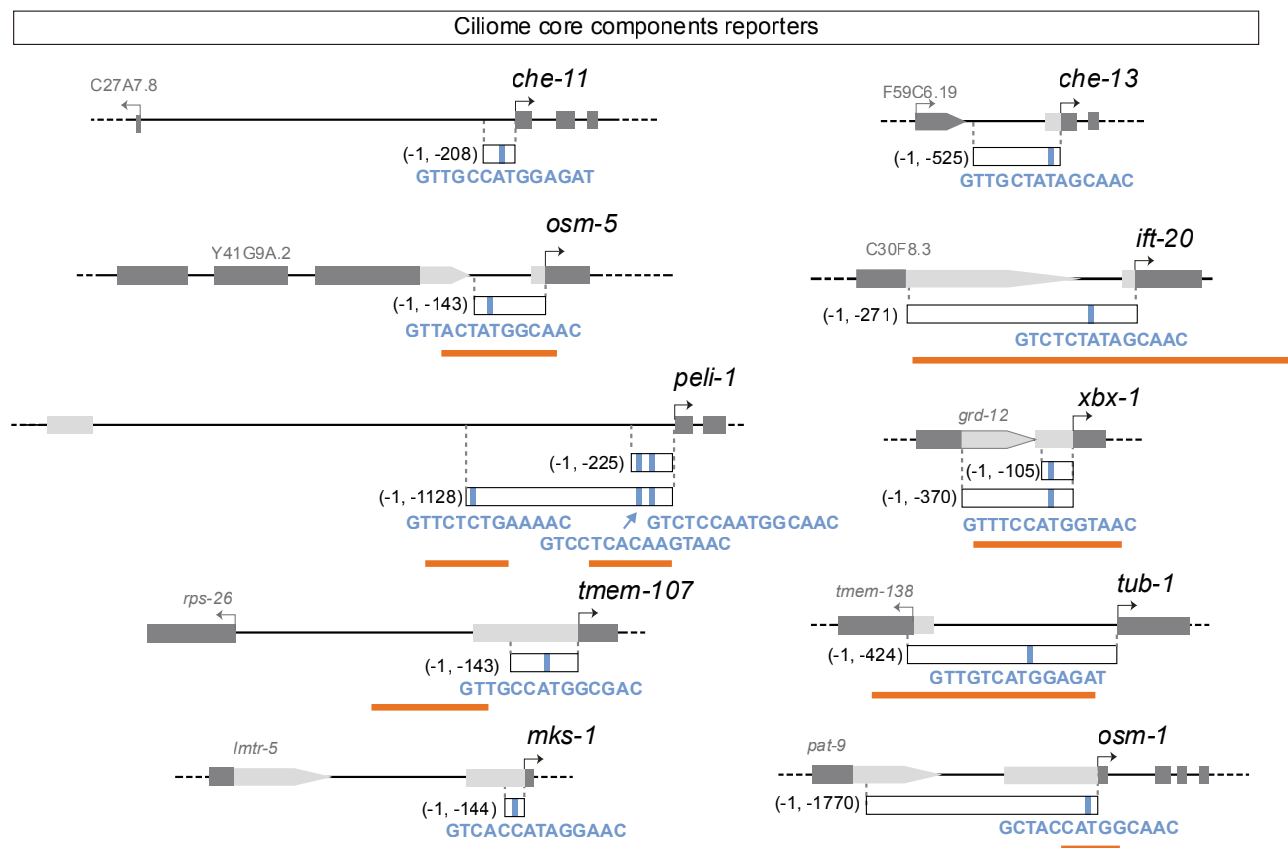 Ciliome core components reporters
C27A7.8
che-11
(-1, -208)
GTTGCCATGGAGAT
F59C6.19
che-13
(-1, -525)
GTTGCTATAGCAAC
Y41G9A.2
osm-5
(-1, -143)
GTTACTATGGCAAC
C30F8.3
ift-20
(-1, -271)
GTCTCTATAGCAAC
peli-1
(-1, -225)
(-1, -1128)
GTTCTCTGAAAAC
GTCTCCAATGGCAAC
GTCCTCACAAGTAAC
grd-12
xbx-1
(-1, -105)
(-1, -370)
GTTTCCATGGTAAC
rps-26
tmem-107
(-1, -143)
GTTGCCATGGCGAC
tmem-138
tub-1
(-1, -424)
GTTGTCATGGAGAT
lmtr-5
mks-1
(-1, -144)
GTCACCATAGGAAC
pat-9
osm-1
(-1, -1770)
GCTACCATGGCAAC